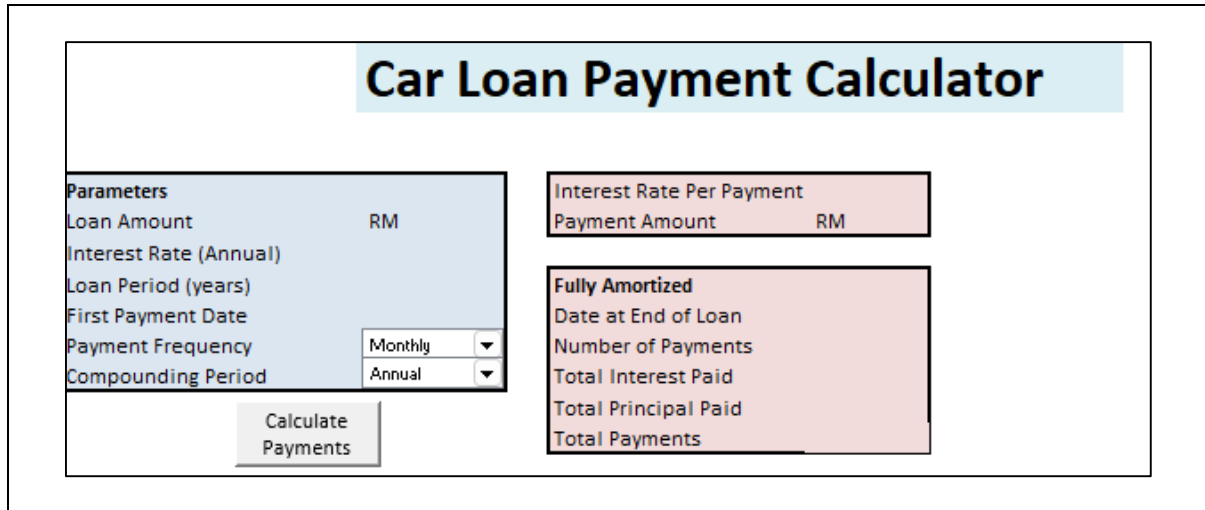 Car Loan Payment Calculator
Parameters
Loan Amount RM
Interest Rate (Annual)
Loan Period (years)
First Payment Date
Payment Frequency Monthly
Compounding Period Annual
Calculate
Payments
Interest Rate Per Payment
Payment Amount RM
Fully Amortized
Date at End of Loan
Number of Payments
Total Interest Paid
Total Principal Paid
Total Payments